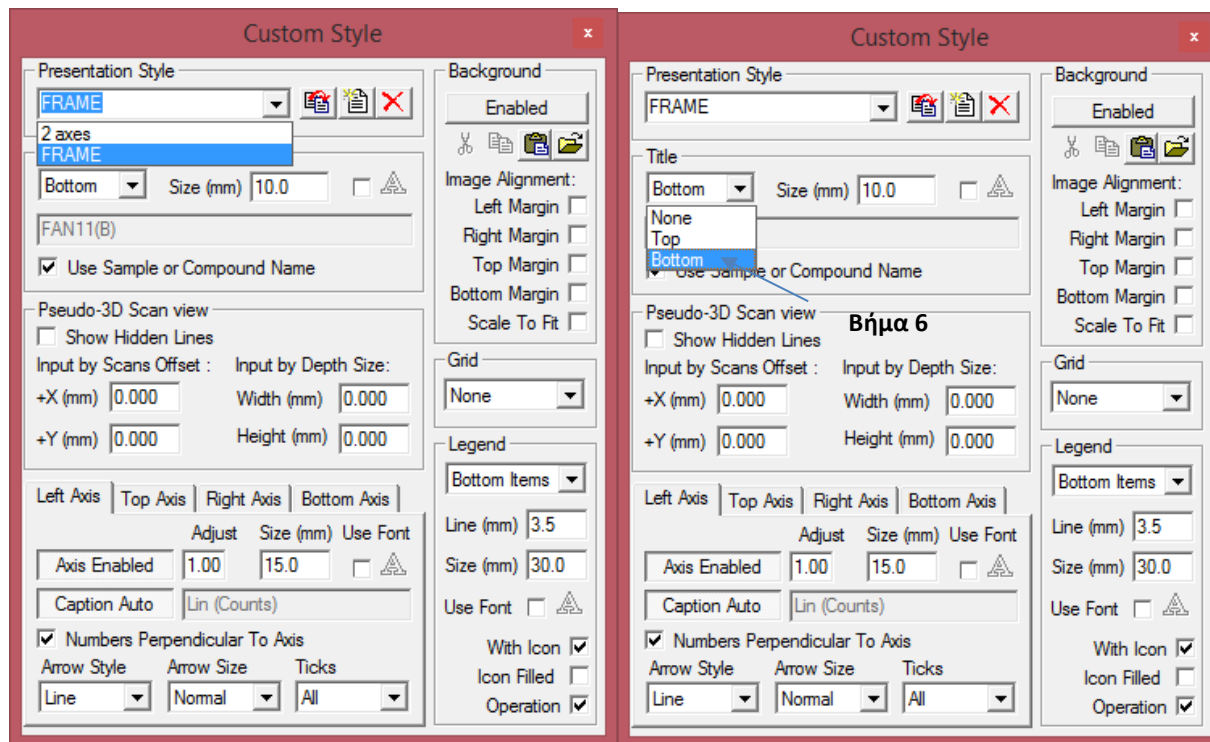 Custom Style
x
Presentation Style
FRAME
2 axes
FRAME
Bottom
Size (mm) 10.0
FAN11(B)
Use Sample or Compound Name
Pseudo-3D Scan view
Show Hidden Lines
Input by Scans Offset : Input by Depth Size:
+X (mm) 0.000 Width (mm) 0.000
+Y (mm) 0.000 Height (mm) 0.000
Left Axis Top Axis Right Axis Bottom Axis
Adjust Size (mm) Use Font
Axis Enabled 1.00 15.0
Caption Auto Lin (Counts)
Numbers Perpendicular To Axis
Arrow Style Arrow Size Ticks
Line Normal All
Background
Enabled
Image Alignment:
Left Margin
Right Margin
Top Margin
Bottom Margin
Scale To Fit
Grid
None
Legend
Bottom Items
Line (mm) 3.5
Size (mm) 30.0
Use Font
With Icon
Icon Filled
Operation
Custom Style
x
Presentation Style
FRAME
Title
Bottom
Size (mm) 10.0
None
Top
Bottom
Use Sample or Compound Name
Βήμα 6
Pseudo-3D Scan view
Show Hidden Lines
Input by Scans Offset : Input by Depth Size:
+X (mm) 0.000 Width (mm) 0.000
+Y (mm) 0.000 Height (mm) 0.000
Left Axis Top Axis Right Axis Bottom Axis
Adjust Size (mm) Use Font
Axis Enabled 1.00 15.0
Caption Auto Lin (Counts)
Numbers Perpendicular To Axis
Arrow Style Arrow Size Ticks
Line Normal All
Background
Enabled
Image Alignment:
Left Margin
Right Margin
Top Margin
Bottom Margin
Scale To Fit
Grid
None
Legend
Bottom Items
Line (mm) 3.5
Size (mm) 30.0
Use Font
With Icon
Icon Filled
Operation